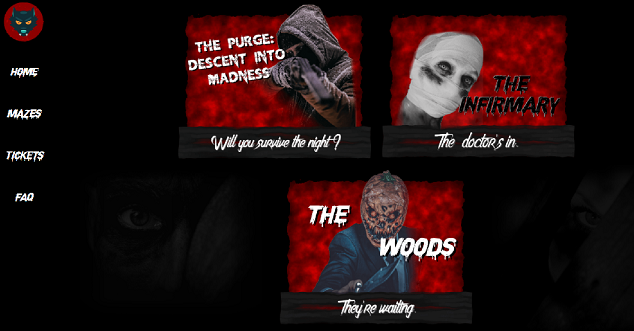 HOME
MAZES
TICKETS
FAQ
THE PURGE:
DESCENT INTO
MADNESS
Will you survive the night?
THE
INFIRMARY
The doctor's in.
THE
WOODS
They're waiting.